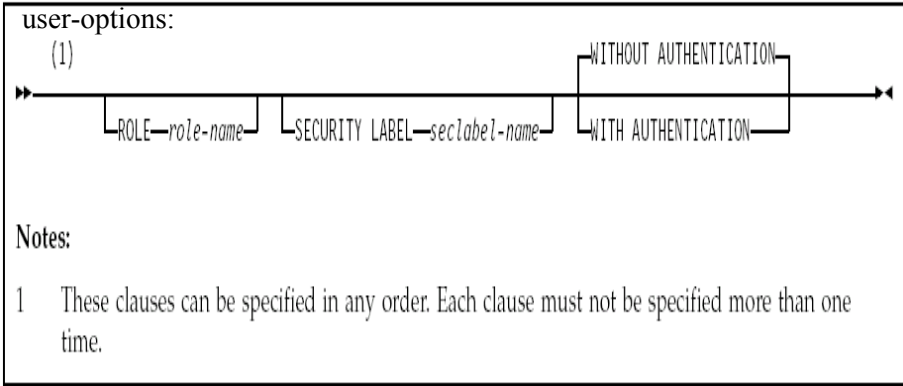 user-options:
(1)
WITHOUT AUTHENTICATION
ROLE role-name SECURITY LABEL seclabel-name WITH AUTHENTICATION
Notes:
1 These clauses can be specified in any order. Each clause must not be specified more than one
time.